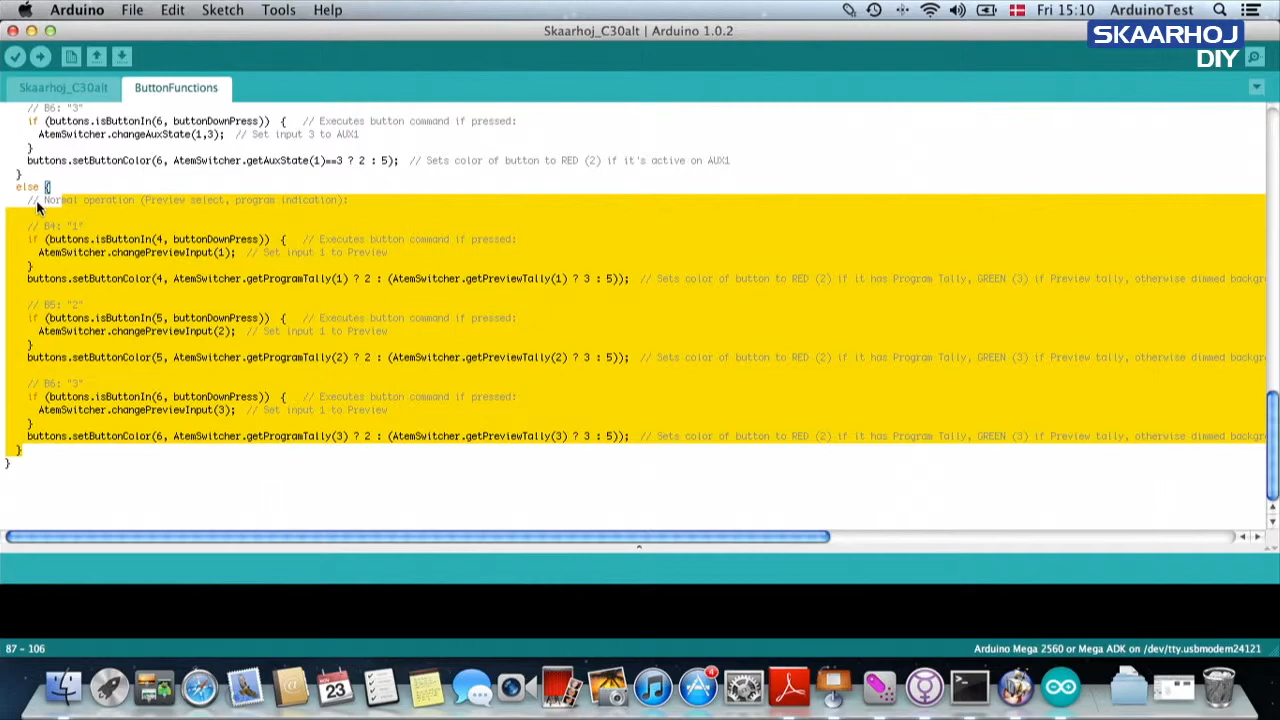 Arduino File Edit Sketch Tools Help Fri 15:10 ArduinoTest
Skaarhoj_C30alt | Arduino 1.0.2
SKAARHOJ
DIY
Skaarhoj_C30alt ButtonFunctions
// B6: "3"
if (buttons.isButtonIn(6, buttonDownPress)) { // Executes button command if pressed:
AtemSwitcher.changeAuxState(1,3); // Set input 3 to AUX1
}
buttons.setButtonColor(6, AtemSwitcher.getAuxState(1)==3 ? 2 : 5); // Sets color of button to RED (2) if it's active on AUX1
}
else {
// Normal operation (Preview select, program indication):
// B4: "1"
if (buttons.isButtonIn(4, buttonDownPress)) { // Executes button command if pressed:
AtemSwitcher.changePreviewInput(1); // Set input 1 to Preview
}
buttons.setButtonColor(4, AtemSwitcher.getProgramTally(1) ? 2 : (AtemSwitcher.getPreviewTally(1) ? 3 : 5)); // Sets color of button to RED (2) if it has Program Tally, GREEN (3) if Preview tally, otherwise dimmed backgr
// B5: "2"
if (buttons.isButtonIn(5, buttonDownPress)) { // Executes button command if pressed:
AtemSwitcher.changePreviewInput(2); // Set input 1 to Preview
}
buttons.setButtonColor(5, AtemSwitcher.getProgramTally(2) ? 2 : (AtemSwitcher.getPreviewTally(2) ? 3 : 5)); // Sets color of button to RED (2) if it has Program Tally, GREEN (3) if Preview tally, otherwise dimmed backgr
// B6: "3"
if (buttons.isButtonIn(6, buttonDownPress)) { // Executes button command if pressed:
AtemSwitcher.changePreviewInput(3); // Set input 1 to Preview
}
buttons.setButtonColor(6, AtemSwitcher.getProgramTally(3) ? 2 : (AtemSwitcher.getPreviewTally(3) ? 3 : 5)); // Sets color of button to RED (2) if it has Program Tally, GREEN (3) if Preview tally, otherwise dimmed backgr
}
}
87 - 106 Arduino Mega 2560 or Mega ADK on /dev/tty.usbmodem24121
23
4